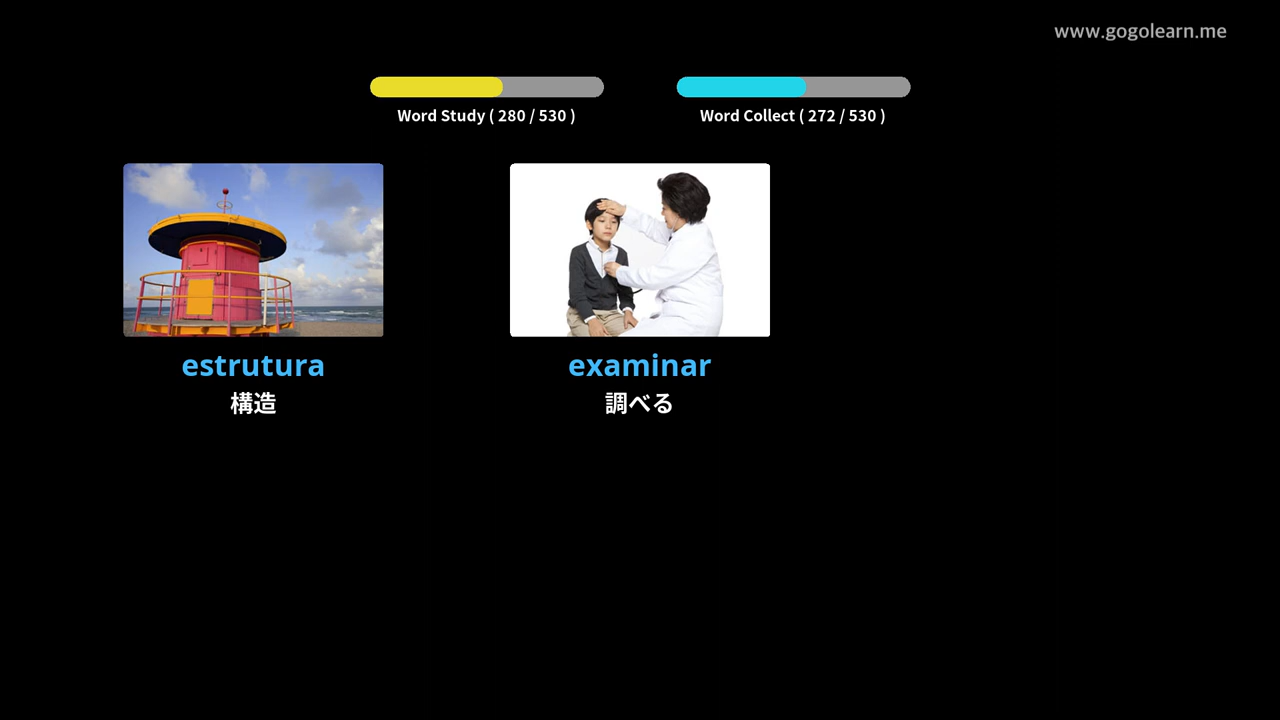 www.gogolearn.me
Word Study ( 280 / 530 )
Word Collect ( 272 / 530 )
estrutura
構造
examinar
調べる